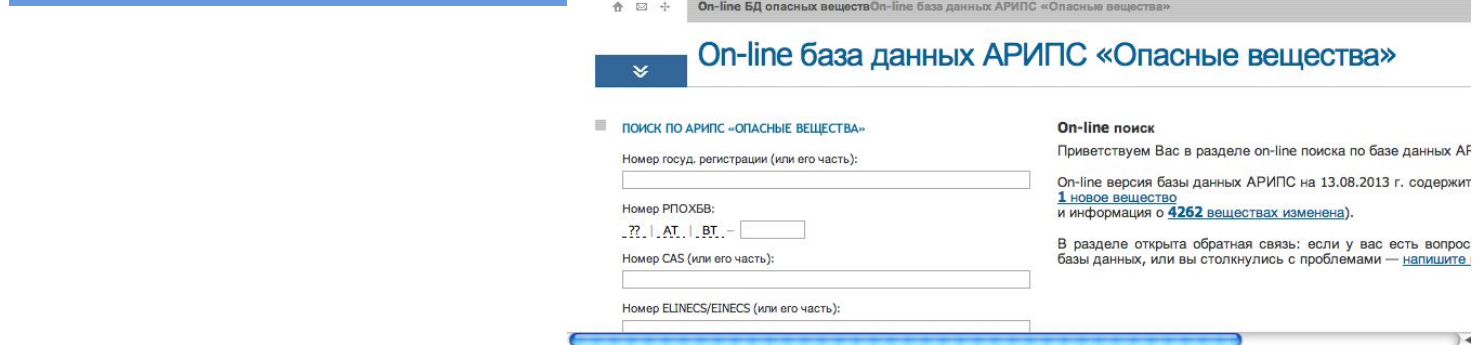 On-line БД опасных веществOn-line база данных АРИПС «Опасные вещества»
On-line база данных АРИПС «Опасные вещества»
ПОИСК ПО АРИПС «ОПАСНЫЕ ВЕЩЕСТВА»
Номер госуд. регистрации (или его часть):
Номер РПОХБВ:
?? | АТ | ВТ –
Номер CAS (или его часть):
Номер ELINECS/EINECS (или его часть):
On-line поиск
Приветствуем Вас в разделе on-line поиска по базе данных
On-line версия базы данных АРИПС на 13.08.2013 г. содержит
1 новое вещество
и информация о 4262 веществах изменена).
В разделе открыта обратная связь: если у вас есть вопрос
базы данных, или вы столкнулись с проблемами — напишите